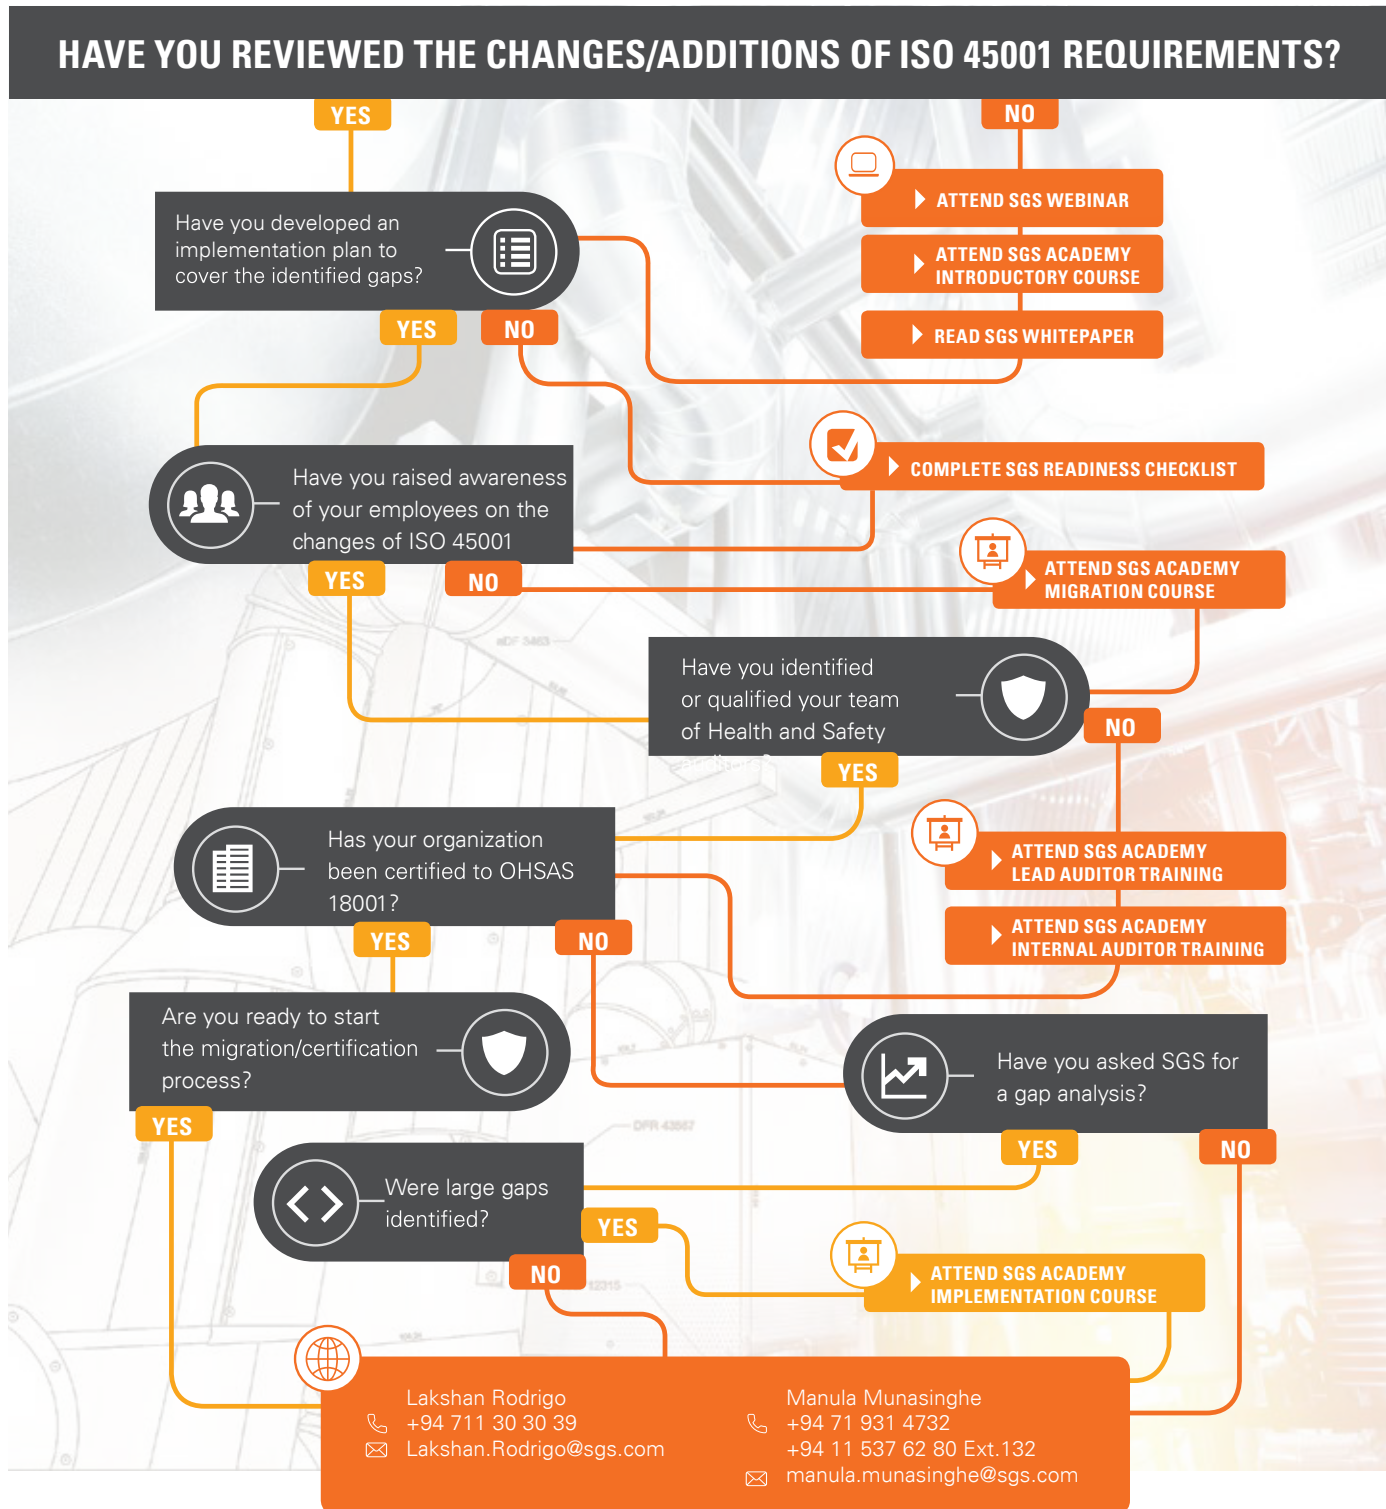 HAVE YOU REVIEWED THE CHANGES/ADDITIONS OF ISO 45001 REQUIREMENTS?
YES
NO
ATTEND SGS WEBINAR
ATTEND SGS ACADEMY
INTRODUCTORY COURSE
READ SGS WHITEPAPER
Have you developed an
implementation plan to
cover the identified gaps?
YES
NO
COMPLETE SGS READINESS CHECKLIST
Have you raised awareness
of your employees on the
changes of ISO 45001
YES
NO
ATTEND SGS ACADEMY
MIGRATION COURSE
Have you identified
or qualified your team
of Health and Safety
auditors?
YES
NO
ATTEND SGS ACADEMY
LEAD AUDITOR TRAINING
ATTEND SGS ACADEMY
INTERNAL AUDITOR TRAINING
Has your organization
been certified to OHSAS
18001?
YES
NO
Are you ready to start
the migration/certification
process?
YES
Have you asked SGS for
a gap analysis?
YES
NO
DFR 43567
Were large gaps
identified?
YES
NO
12315
ATTEND SGS ACADEMY
IMPLEMENTATION COURSE
Lakshan Rodrigo
+94 711 30 30 39
Lakshan.Rodrigo@sgs.com
Manula Munasinghe
+94 71 931 4732
+94 11 537 62 80 Ext.132
manula.munasinghe@sgs.com